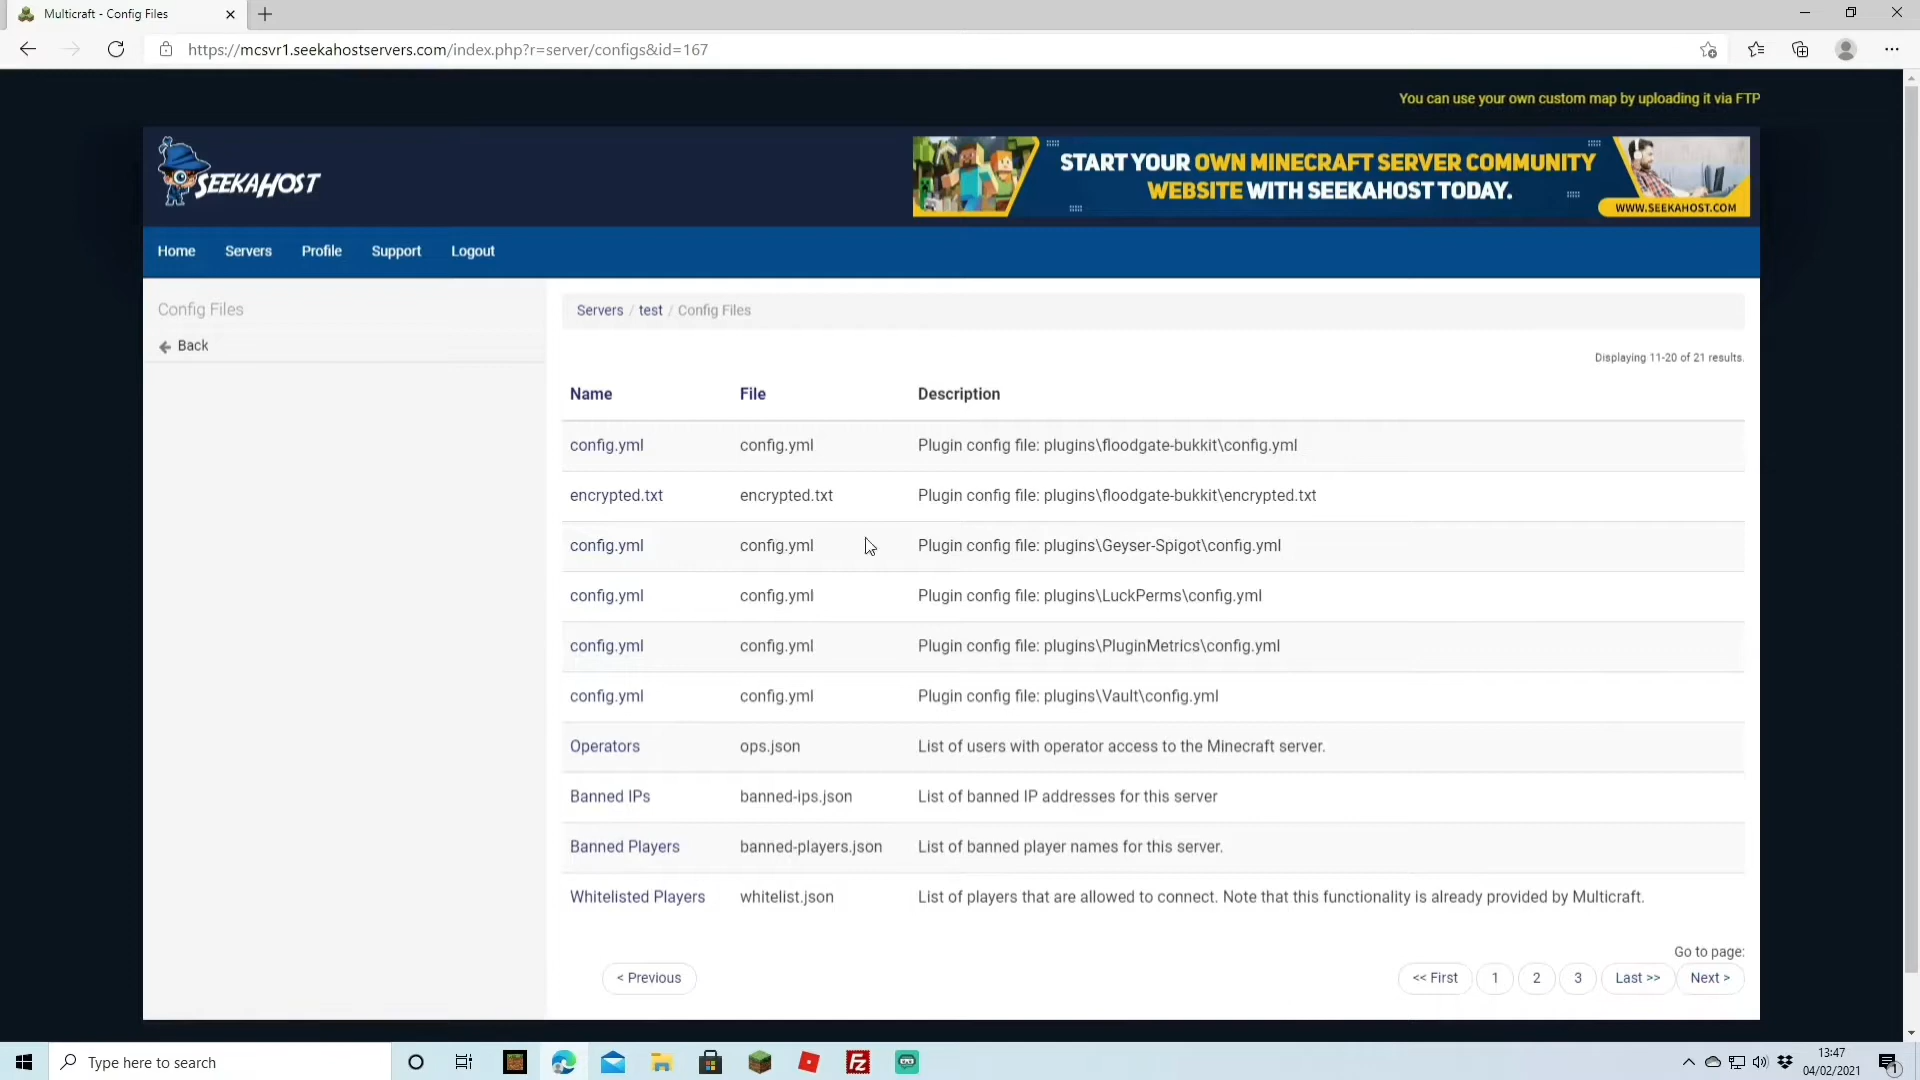 Multicraft - Config Files
https://mcsvr1.seekahostservers.com/index.php?r=server/configs&id=167
You can use your own custom map by uploading it via FTP
SEEKAHOST
START YOUR OWN MINECRAFT SERVER COMMUNITY
WEBSITE WITH SEEKAHOST TODAY.
WWW.SEEKAHOST.COM
Home Servers Profile Support Logout
Config Files
Back
Servers / test / Config Files
Displaying 11-20 of 21 results.
Name File Description
config.yml config.yml Plugin config file: plugins\floodgate-bukkit\config.yml
encrypted.txt encrypted.txt Plugin config file: plugins\floodgate-bukkit\encrypted.txt
config.yml config.yml Plugin config file: plugins\Geyser-Spigot\config.yml
config.yml config.yml Plugin config file: plugins\LuckPerms\config.yml
config.yml config.yml Plugin config file: plugins\PluginMetrics\config.yml
config.yml config.yml Plugin config file: plugins\Vault\config.yml
Operators ops.json List of users with operator access to the Minecraft server.
Banned IPs banned-ips.json List of banned IP addresses for this server
Banned Players banned-players.json List of banned player names for this server.
Whitelisted Players whitelist.json List of players that are allowed to connect. Note that this functionality is already provided by Multicraft.
Go to page:
< Previous << First 1 2 3 Last >> Next >
Type here to search
Fz
13:47
04/02/2021
1